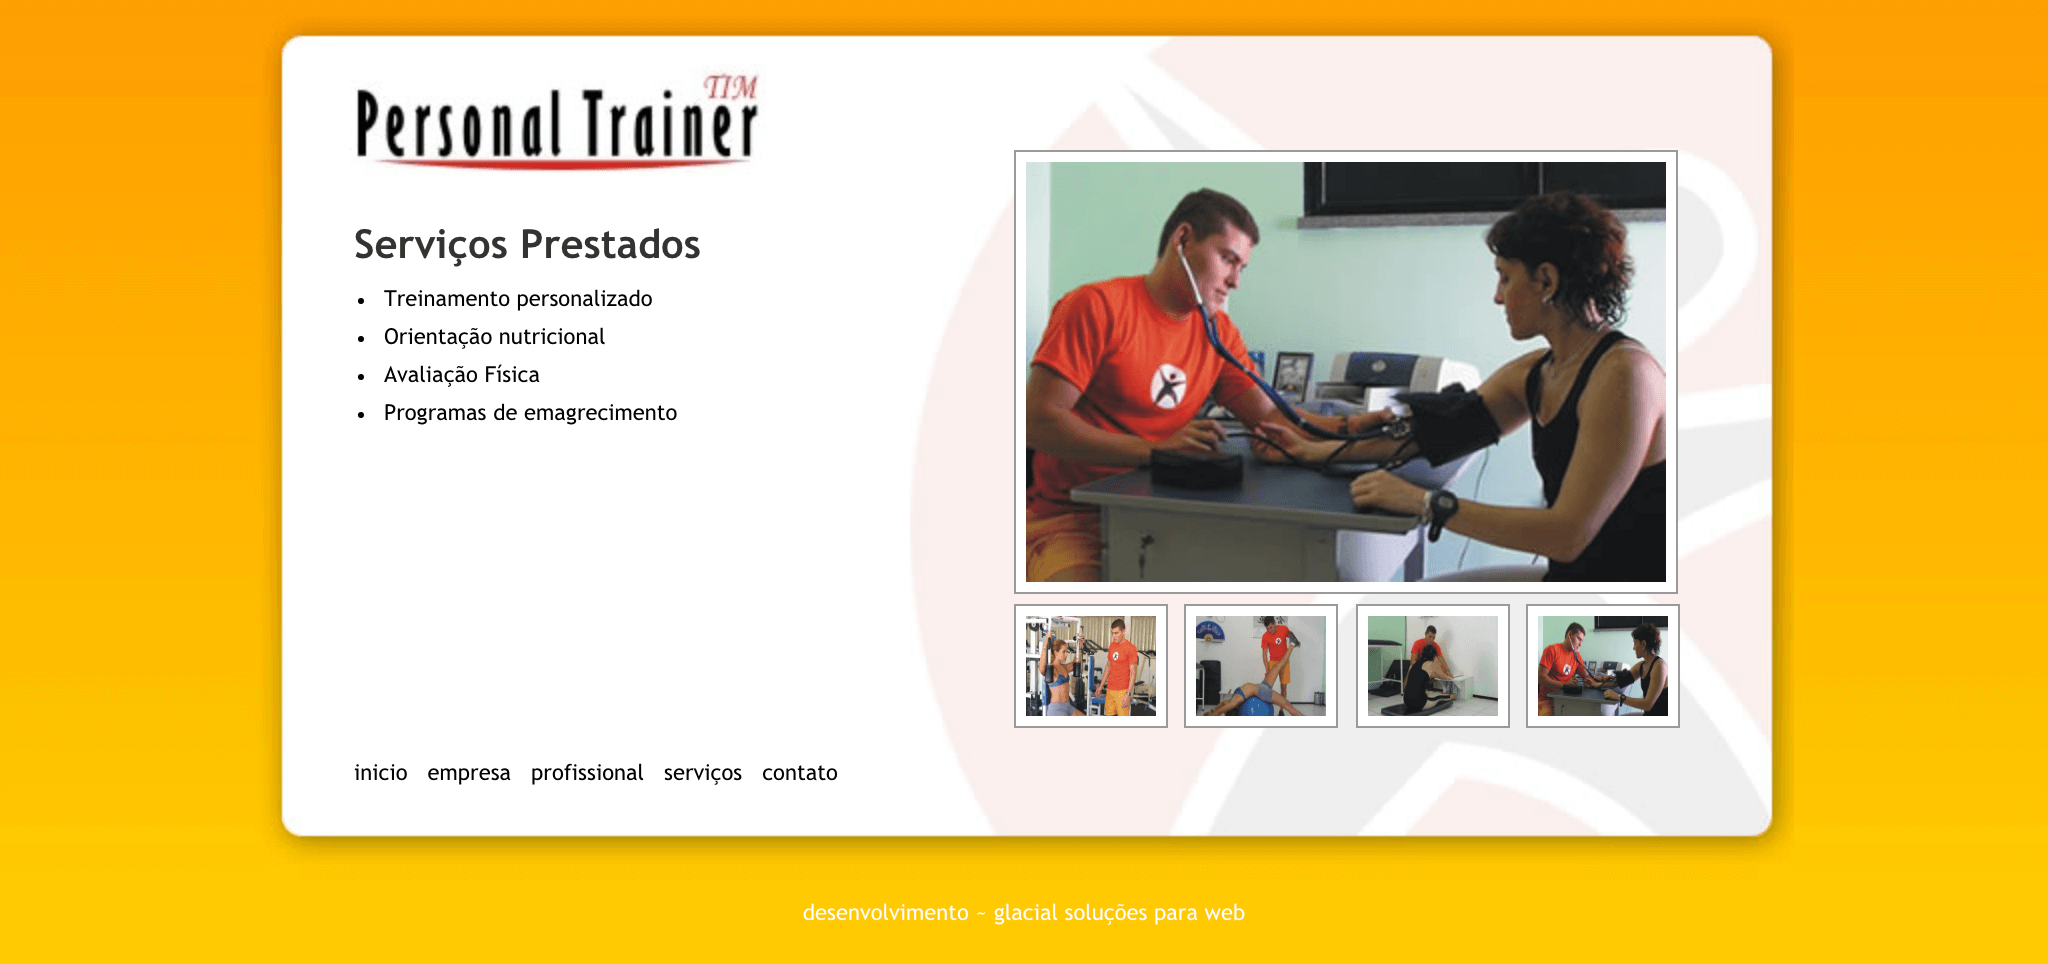 TIM
Personal Trainer
Serviços Prestados
Treinamento personalizado
Orientação nutricional
Avaliação Física
Programas de emagrecimento
inicio empresa profissional serviços contato
desenvolvimento ~ glacial soluções para web